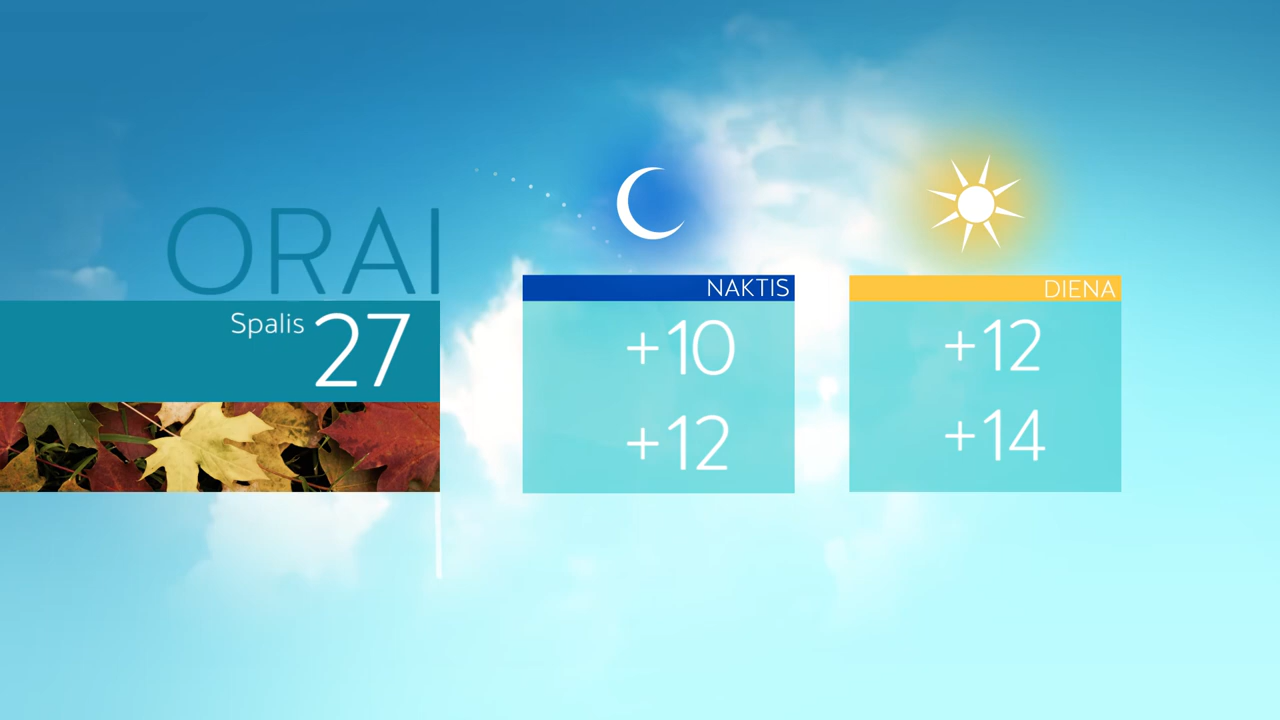 ORAI
Spalis 27
NAKTIS
+10
+12
DIENA
+12
+14